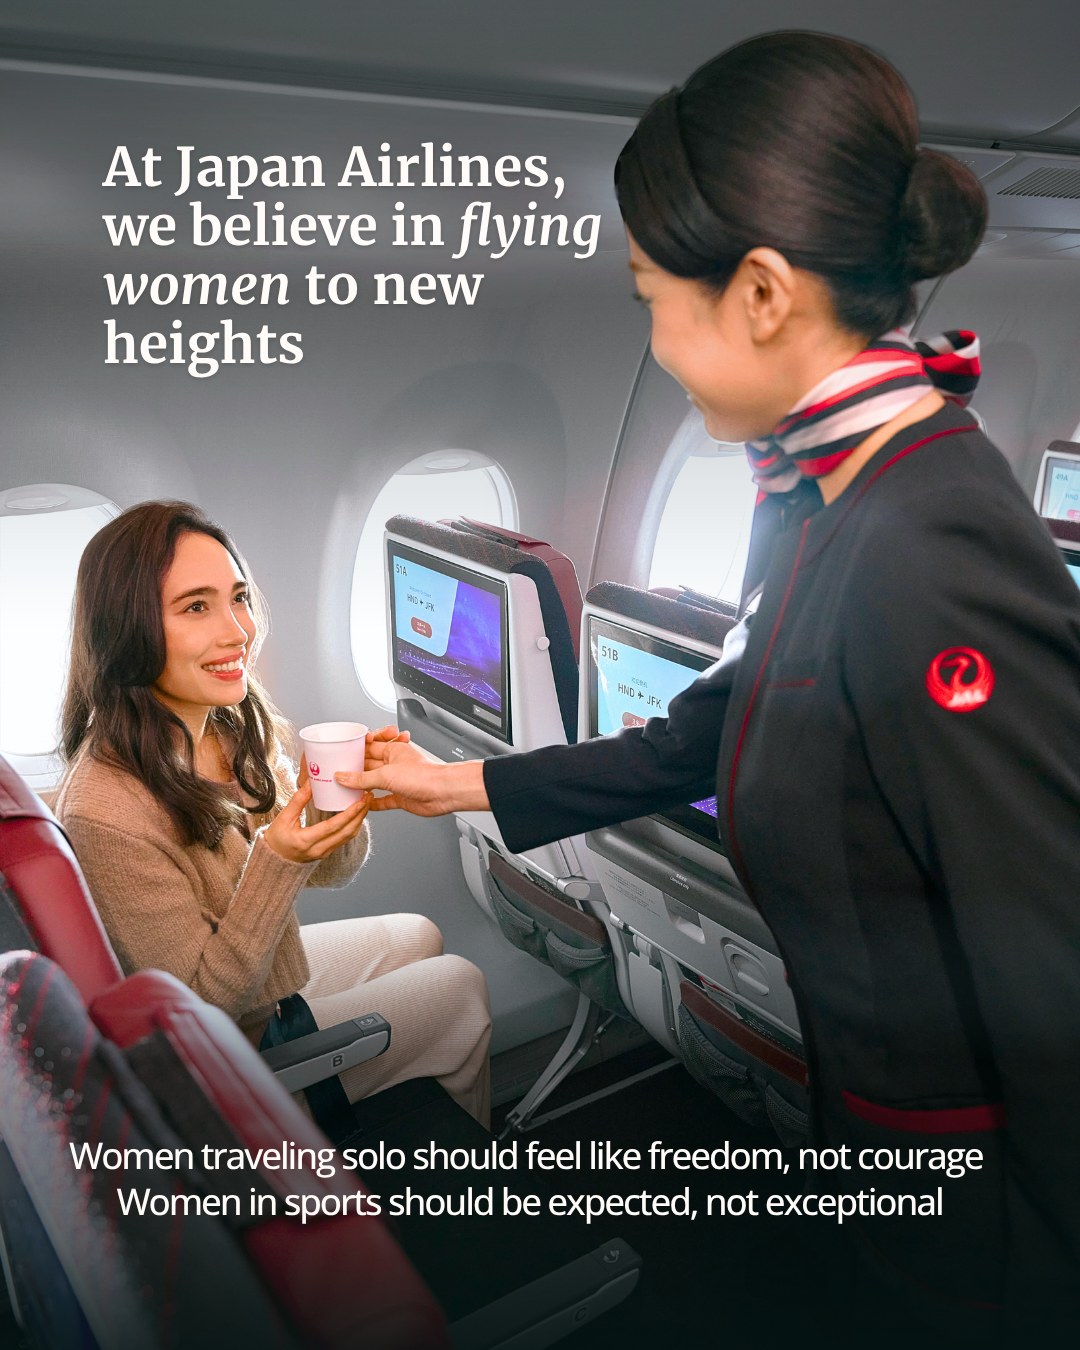 At Japan Airlines,
we believe in flying
women to new
heights
51A
HND ✈ JFK
51B
HND ✈ JFK
B
Women traveling solo should feel like freedom, not courage
Women in sports should be expected, not exceptional
C